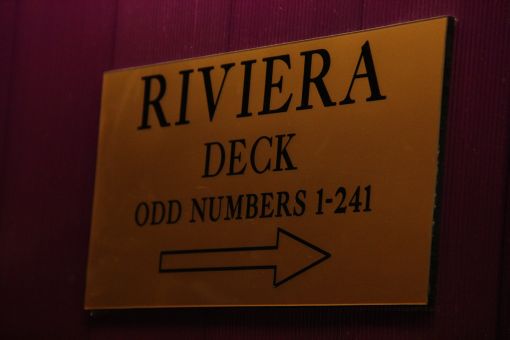 RIVIERA
DECK
ODD NUMBERS 1-241